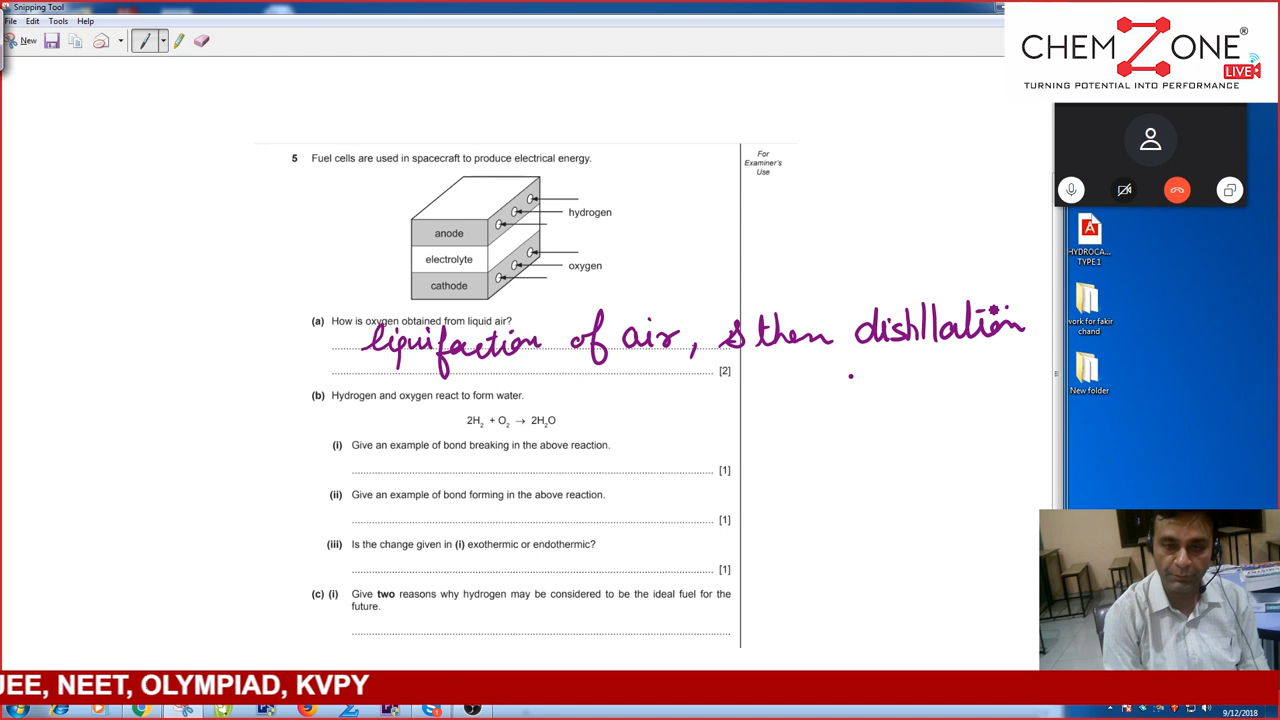 Snipping Tool
File Edit Tools Help
New
CHEMZONE®
LIVE
TURNING POTENTIAL INTO PERFORMANCE
5 Fuel cells are used in spacecraft to produce electrical energy.
For
Examiner's
Use
hydrogen
anode
electrolyte
oxygen
cathode
(a) How is oxygen obtained from liquid air?
liquifaction of air, & then distillation
[2]
(b) Hydrogen and oxygen react to form water.
2H₂ + O₂ → 2H₂O
(i) Give an example of bond breaking in the above reaction.
[1]
(ii) Give an example of bond forming in the above reaction.
[1]
(iii) Is the change given in (i) exothermic or endothermic?
[1]
(c) (i) Give two reasons why hydrogen may be considered to be the ideal fuel for the
future.
HYDROCA...
TYPE 1
work for fakir
chand
New folder
JEE, NEET, OLYMPIAD, KVPY
9/12/2018